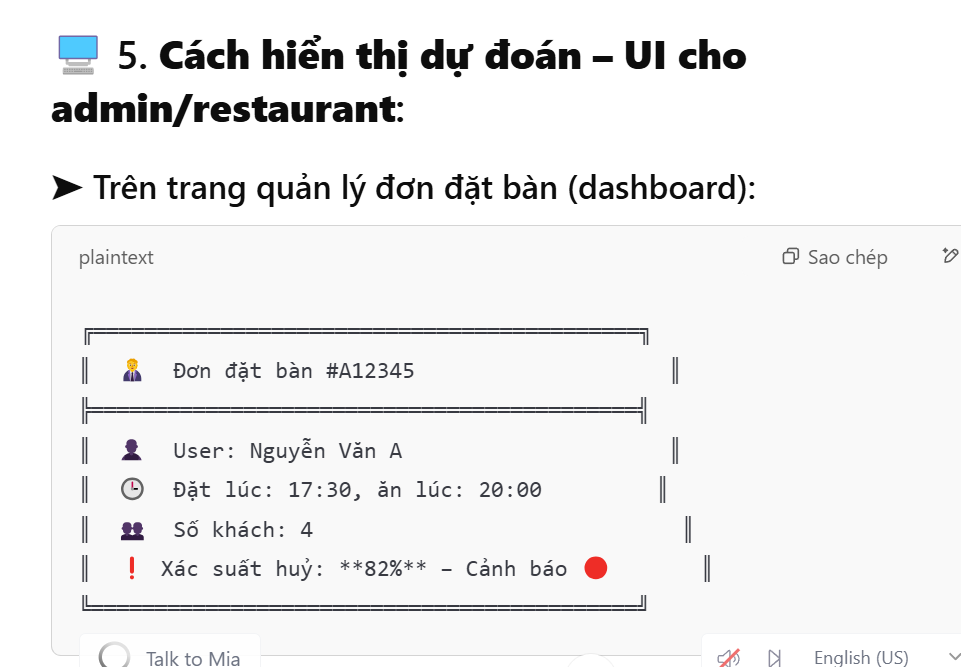 🖥️ 5. Cách hiển thị dự đoán – UI cho
admin/restaurant:
➤ Trên trang quản lý đơn đặt bàn (dashboard):
plaintext
Sao chép
Đơn đặt bàn #A12345
User: Nguyễn Văn A
Đặt lúc: 17:30, ăn lúc: 20:00
Số khách: 4
❗ Xác suất huỷ: **82%** – Cảnh báo 🔴
Talk to Mia
English (US)